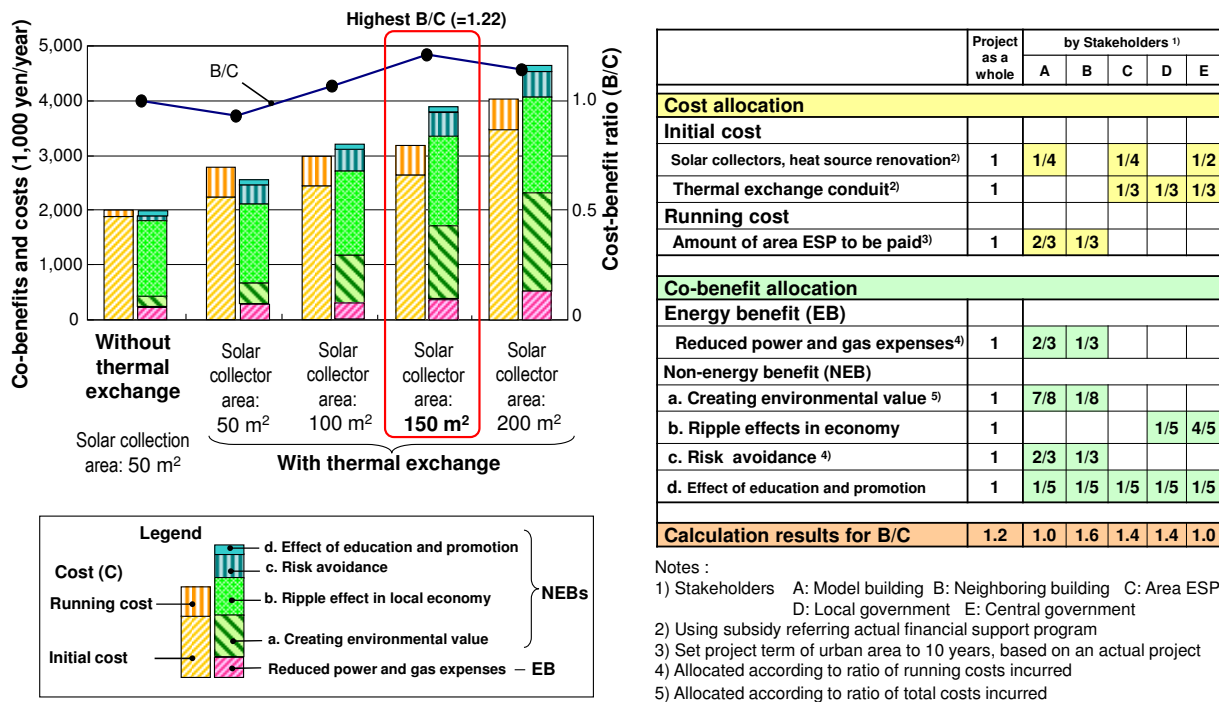 Highest B/C (=1.22)
Co-benefits and costs (1,000 yen/year)
5,000
4,000
3,000
2,000
1,000
0
B/C
1.0
0.5
0
Cost-benefit ratio (B/C)
Without
thermal
exchange
Solar collection
area: 50 m²
Solar
collector
area:
50 m²
Solar
collector
area:
100 m²
Solar
collector
area:
150 m²
Solar
collector
area:
200 m²
With thermal exchange
Legend
Cost (C)
Running cost
Initial cost
d. Effect of education and promotion
c. Risk avoidance
b. Ripple effect in local economy
a. Creating environmental value
NEBs
Reduced power and gas expenses – EB
Project as a whole by Stakeholders 1)
A B C D E
Cost allocation
Initial cost
Solar collectors, heat source renovation2) 1 1/4 1/4 1/2
Thermal exchange conduit2) 1 1/3 1/3 1/3
Running cost
Amount of area ESP to be paid3) 1 2/3 1/3
Co-benefit allocation
Energy benefit (EB)
Reduced power and gas expenses4) 1 2/3 1/3
Non-energy benefit (NEB)
a. Creating environmental value 5) 1 7/8 1/8
b. Ripple effects in economy 1 1/5 4/5
c. Risk avoidance 4) 1 2/3 1/3
d. Effect of education and promotion 1 1/5 1/5 1/5 1/5 1/5
Calculation results for B/C 1.2 1.0 1.6 1.4 1.4 1.0
Notes :
1) Stakeholders A: Model building B: Neighboring building C: Area ESP
D: Local government E: Central government
2) Using subsidy referring actual financial support program
3) Set project term of urban area to 10 years, based on an actual project
4) Allocated according to ratio of running costs incurred
5) Allocated according to ratio of total costs incurred